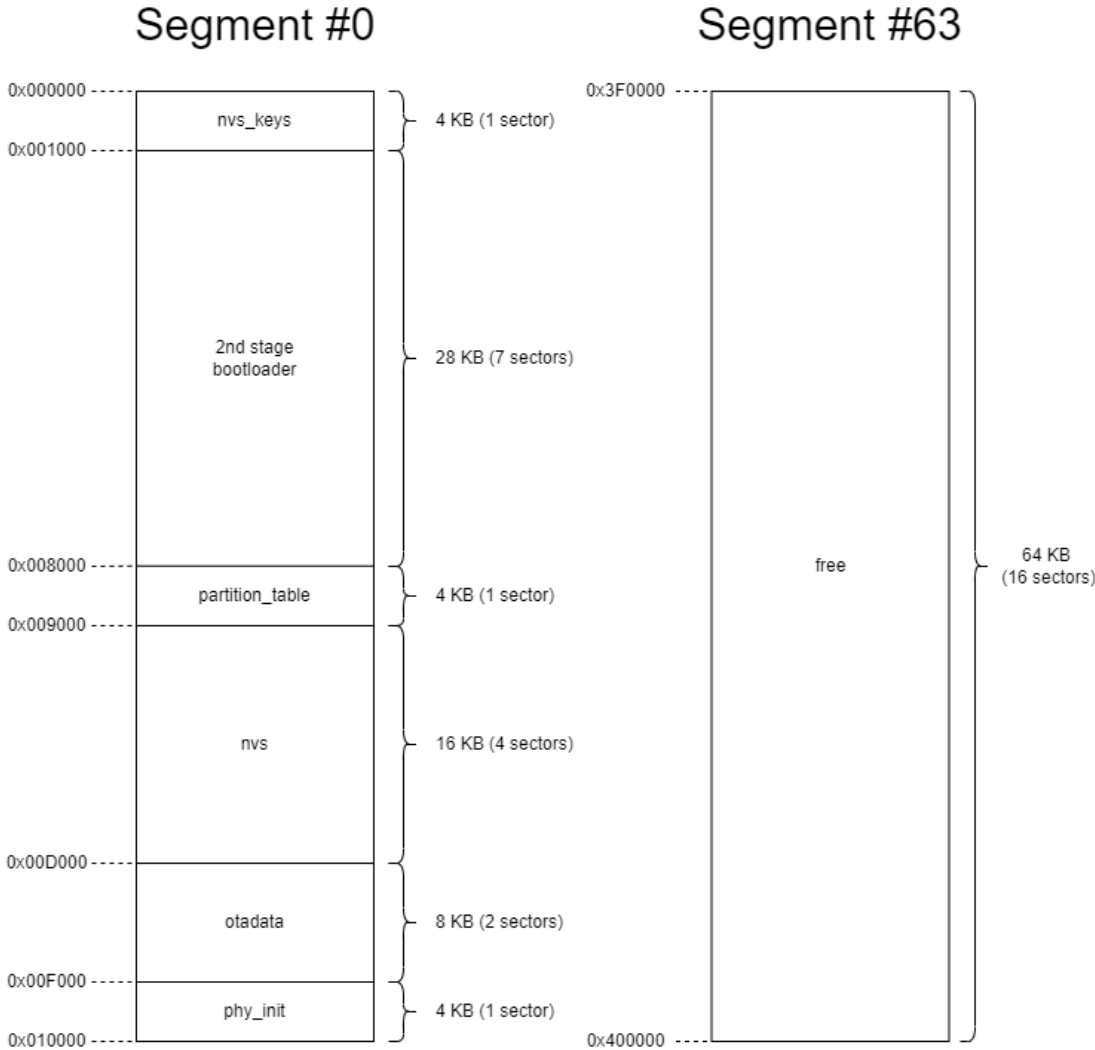 Segment #0
0x000000
nvs_keys
4 KB (1 sector)
0x001000
2nd stage
bootloader
28 KB (7 sectors)
0x008000
partition_table
4 KB (1 sector)
0x009000
nvs
16 KB (4 sectors)
0x00D000
otadata
8 KB (2 sectors)
0x00F000
phy_init
4 KB (1 sector)
0x010000
Segment #63
0x3F0000
free
64 KB
(16 sectors)
0x400000